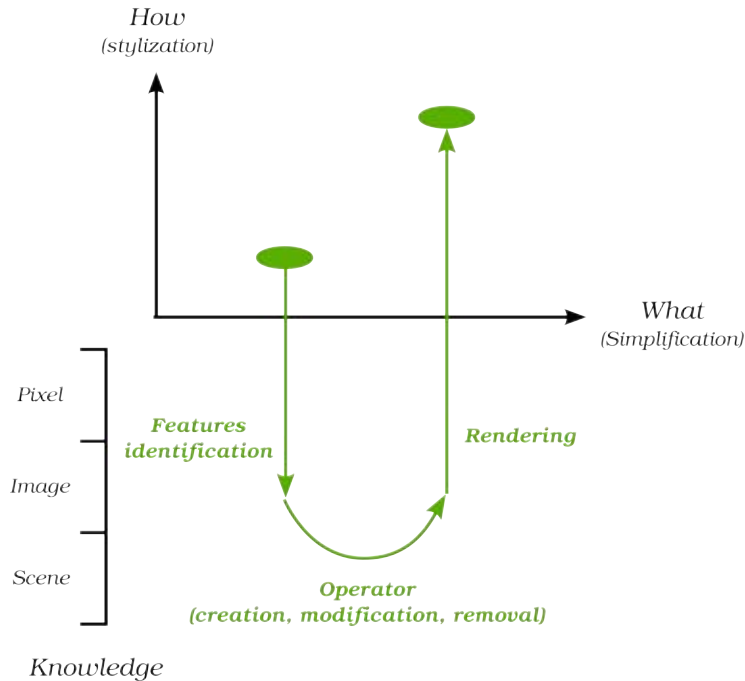 How
(stylization)
What
(Simplification)
Pixel
Features
identification
Rendering
Image
Scene
Operator
(creation, modification, removal)
Knowledge